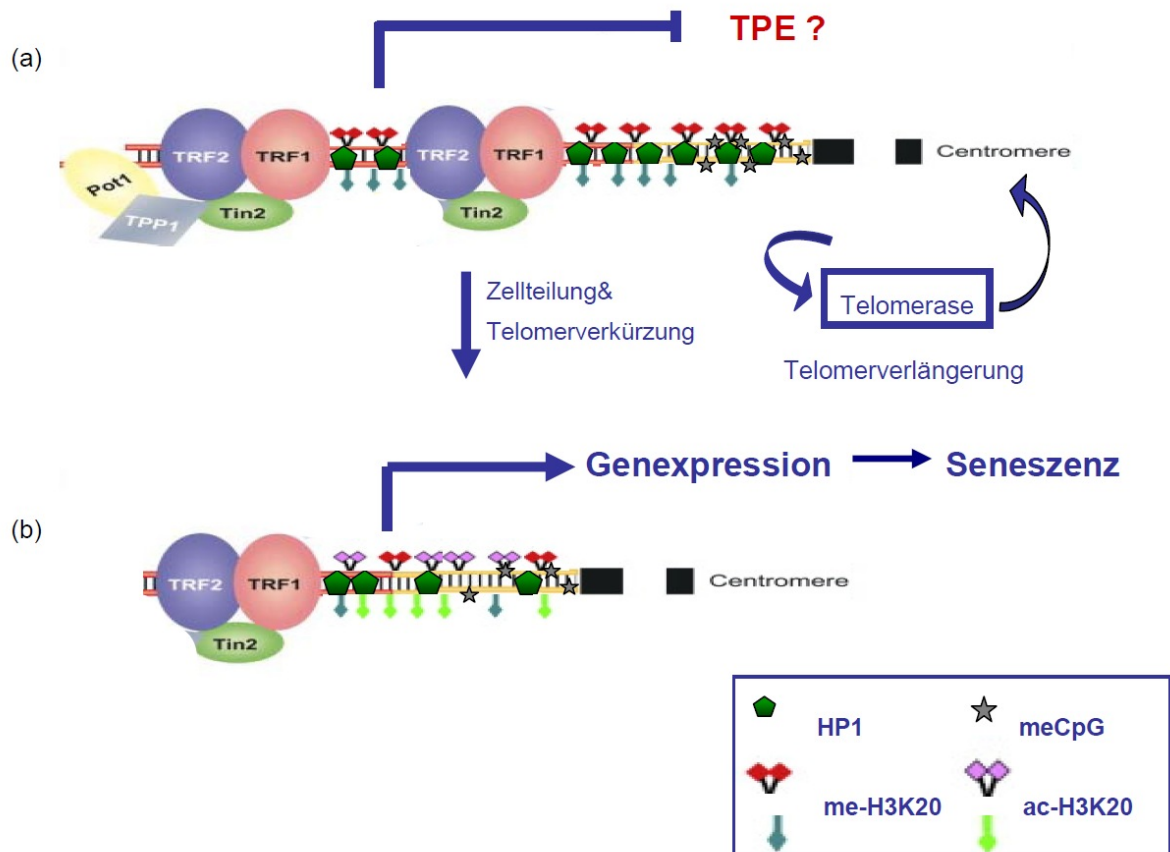 TPE ?
(a)
TRF2
TRF1
TRF2
TRF1
Centromere
Pot1
TPP1
Tin2
Tin2
Zellteilung&
Telomerverkürzung
Telomerase
Telomerverlängerung
Genexpression
Seneszenz
(b)
TRF2
TRF1
Centromere
Tin2
HP1
meCpG
me-H3K20
ac-H3K20